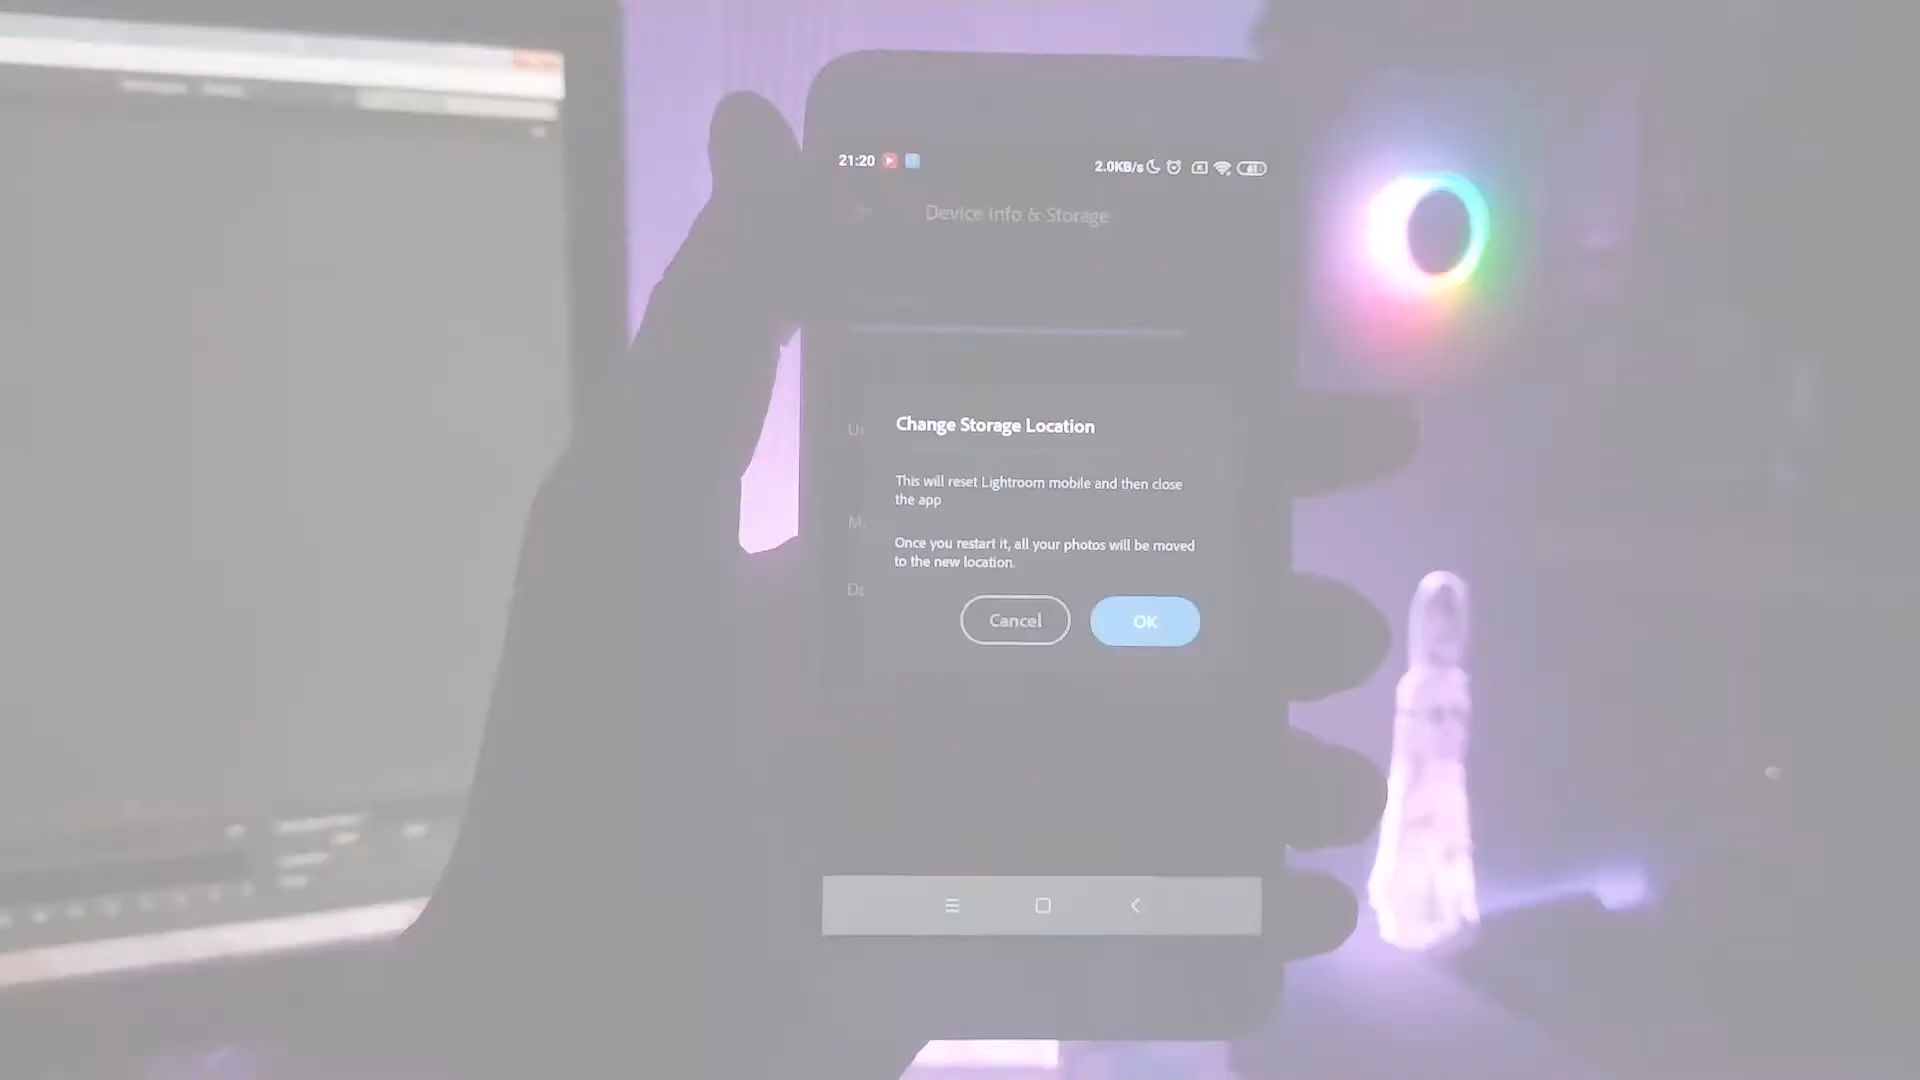 21:20
2.0KB/s
Device info & Storage
Change Storage Location
This will reset Lightroom mobile and then close
the app
Once you restart it, all your photos will be moved
to the new location.
Cancel
OK